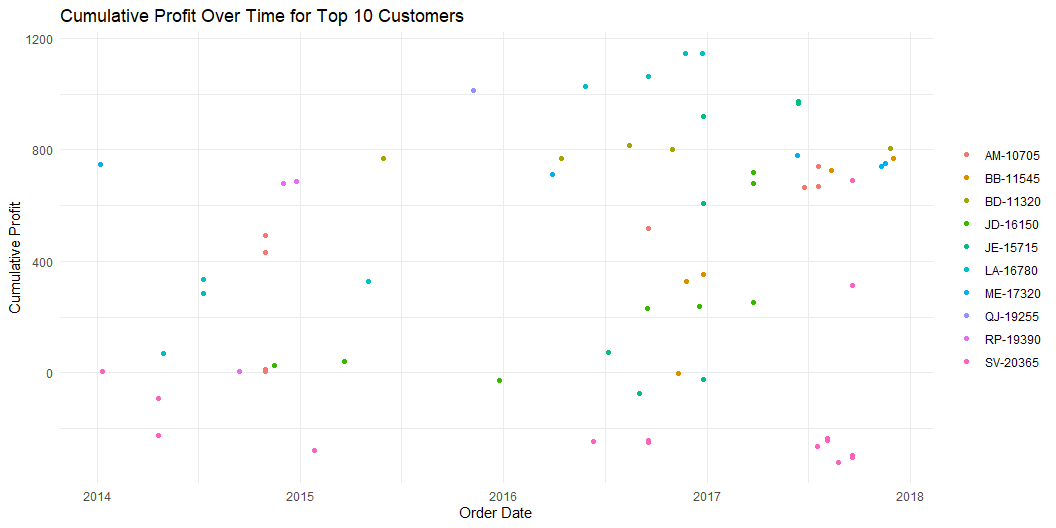 Cumulative Profit Over Time for Top 10 Customers
1200
800
400
0
Cumulative Profit
2014
2015
2016
2017
2018
Order Date
AM-10705
BB-11545
BD-11320
JD-16150
JE-15715
LA-16780
ME-17320
QJ-19255
RP-19390
SV-20365